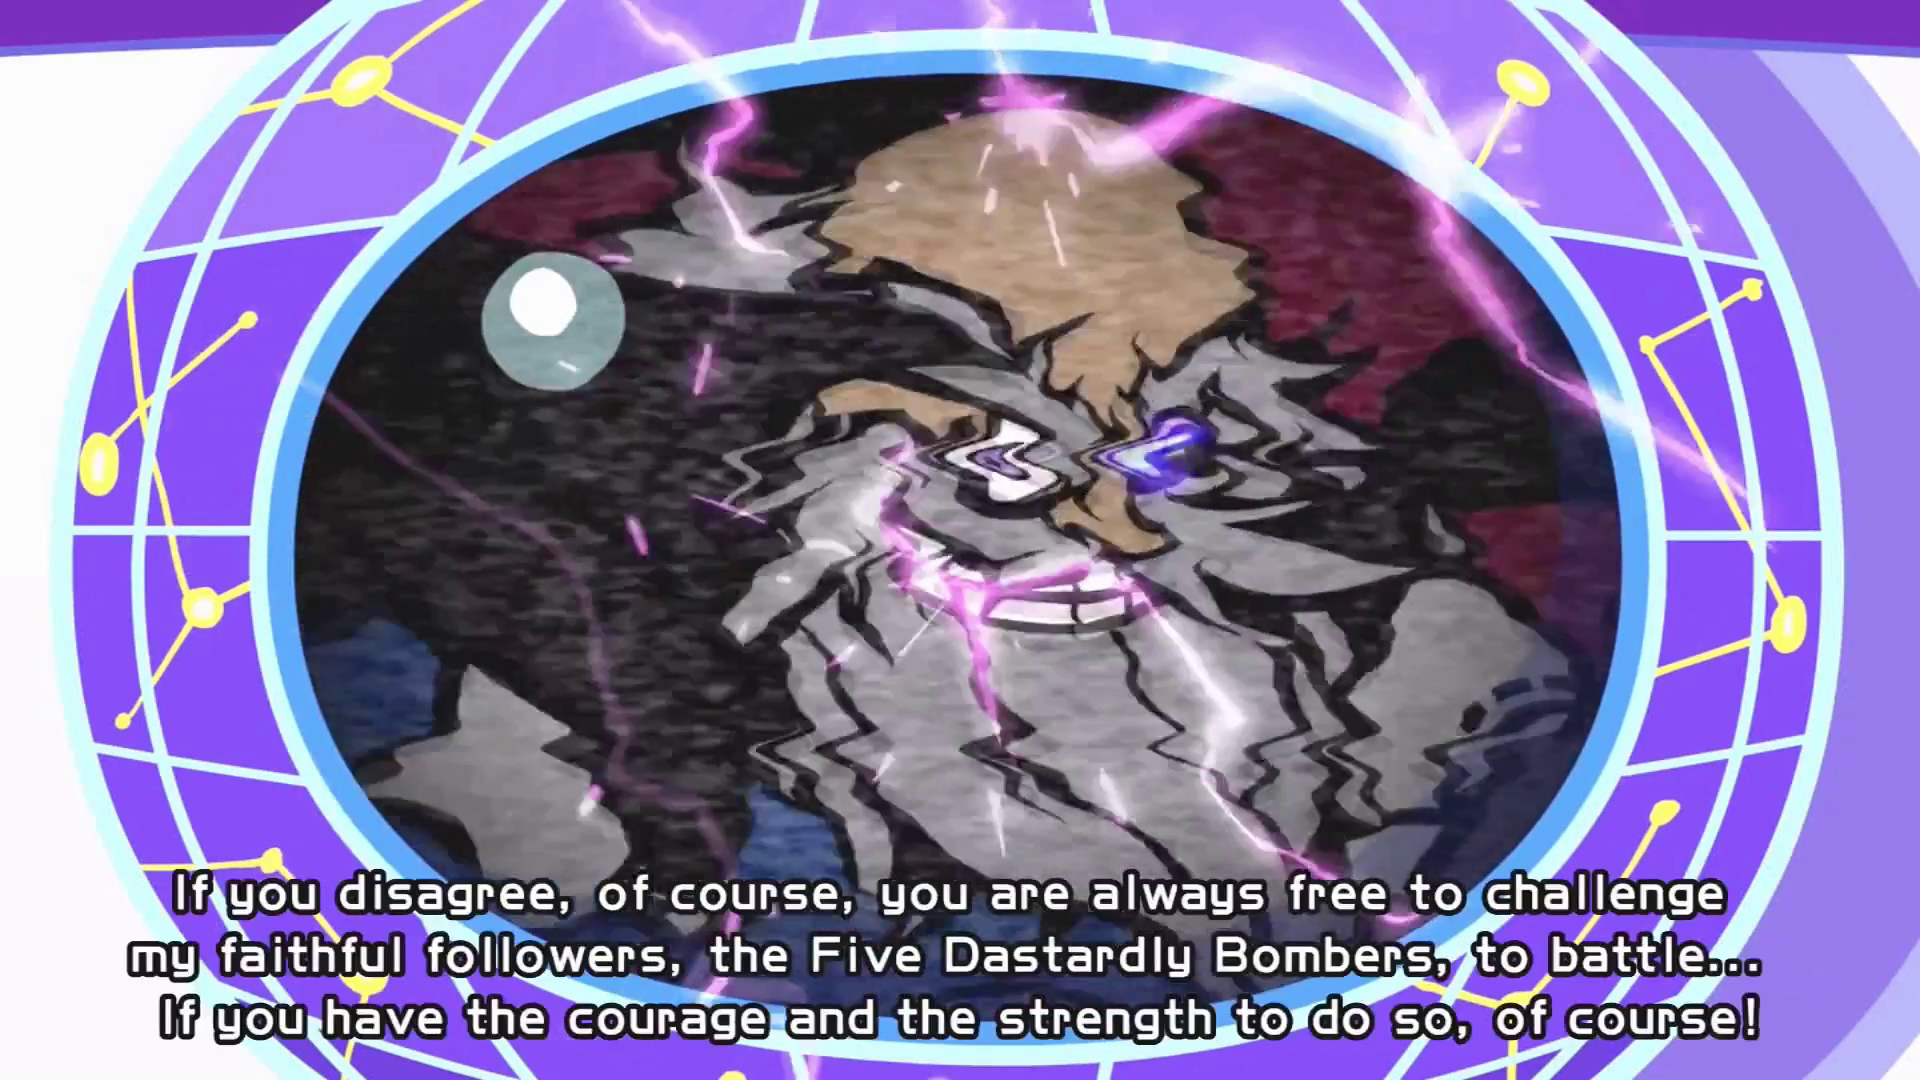 If you disagree, of course, you are always free to challenge
my faithful followers, the Five Dastardly Bombers, to battle...
If you have the courage and the strength to do so, of course!